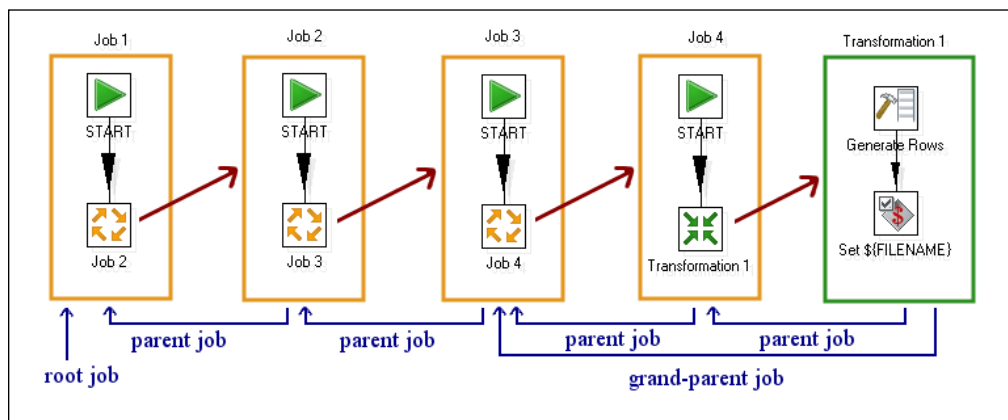 Job 1
Job 2
Job 3
Job 4
Transformation 1
START
START
START
START
Generate Rows
Job 2
Job 3
Job 4
Transformation 1
Set ${FILENAME}
parent job
parent job
parent job
parent job
root job
grand-parent job